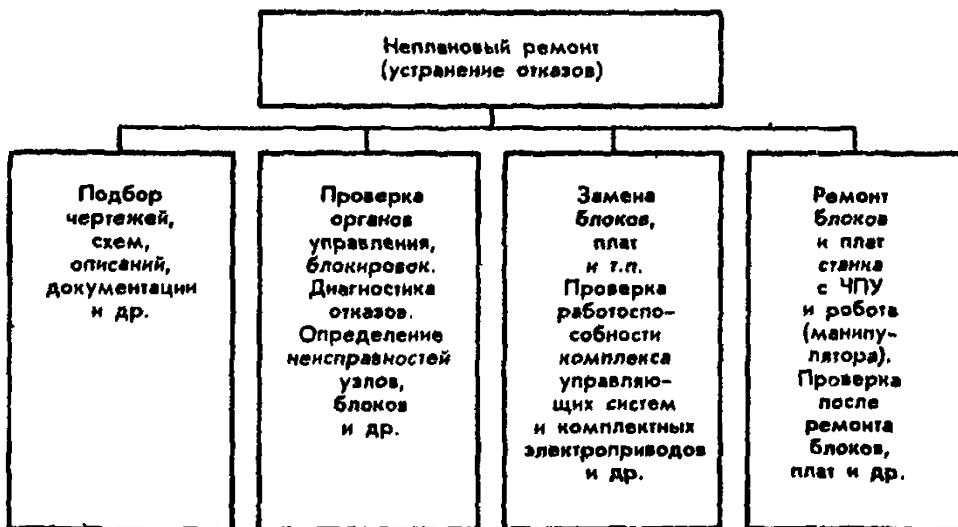 Неплановый ремонт
(устранение отказов)
Подбор
чертежей,
схем,
описаний,
документации
и др.
Проверка
органов
управления,
блокировок.
Диагностика
отказов.
Определение
неисправностей
узлов,
блоков
и др.
Замена
блоков,
плат
и т.п.
Проверка
работоспо-
собности
комплекса
управляю-
щих систем
и комплектных
электроприводов
и др.
Ремонт
блоков
и плат
станка
с ЧПУ
и робота
(манипу-
лятора).
Проверка
после
ремонта
блоков,
плат и др.